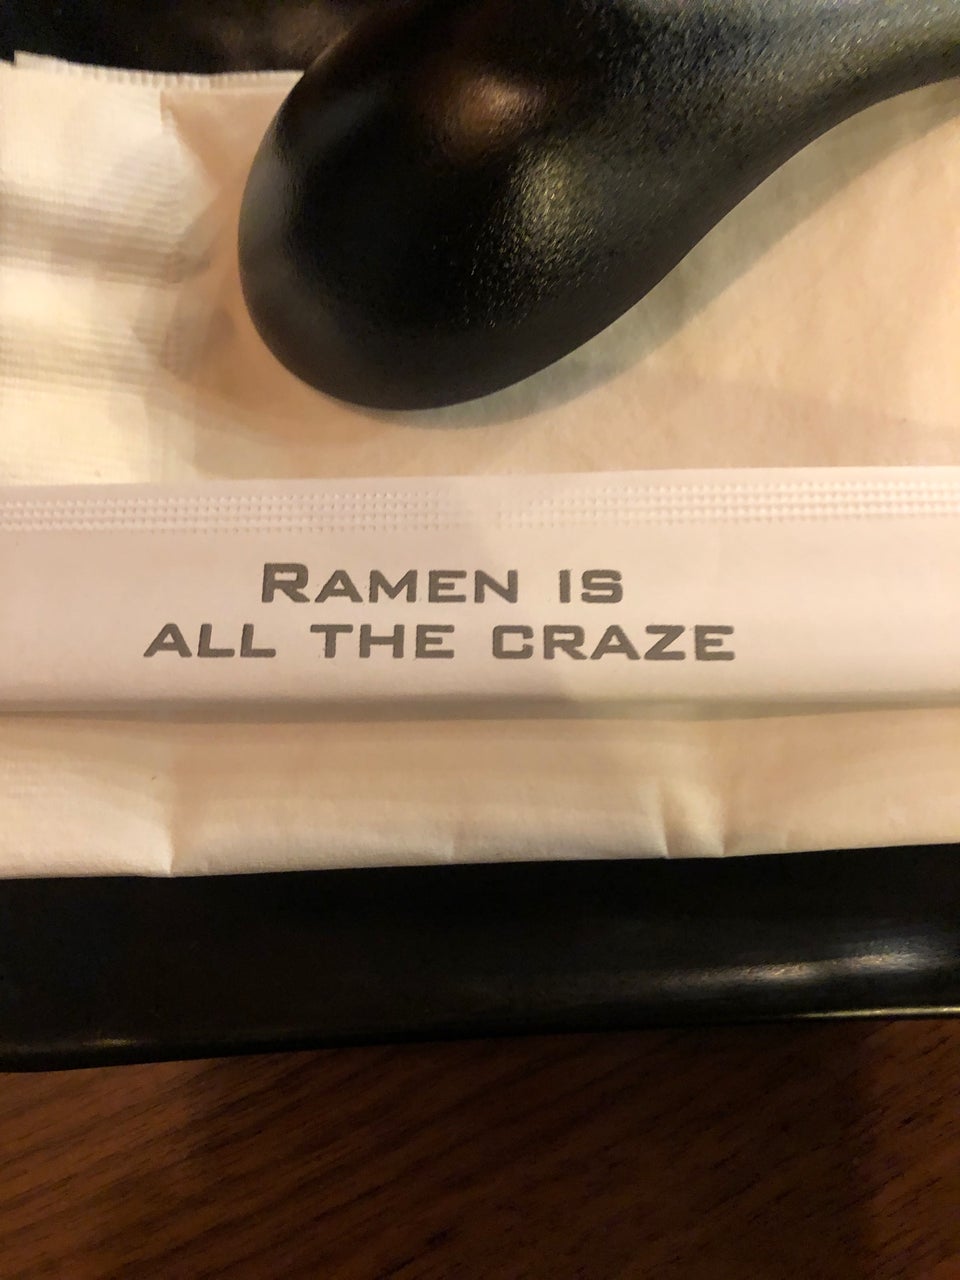 Ramen is
all the craze